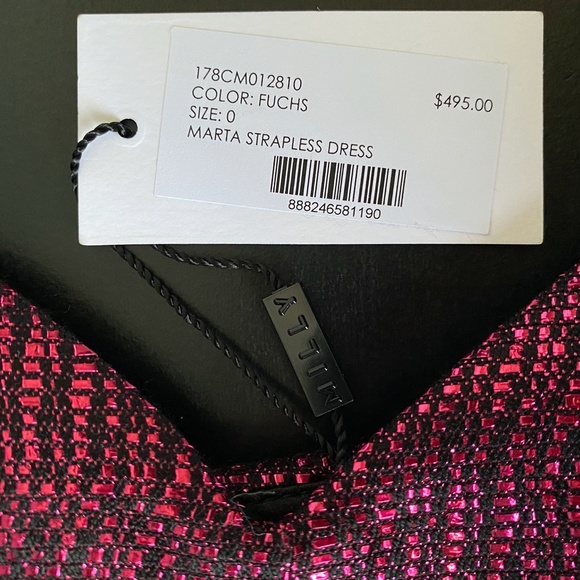 178CM012810
COLOR: FUCHS
$495.00
SIZE: 0
MARTA STRAPLESS DRESS
888246581190
MILLY